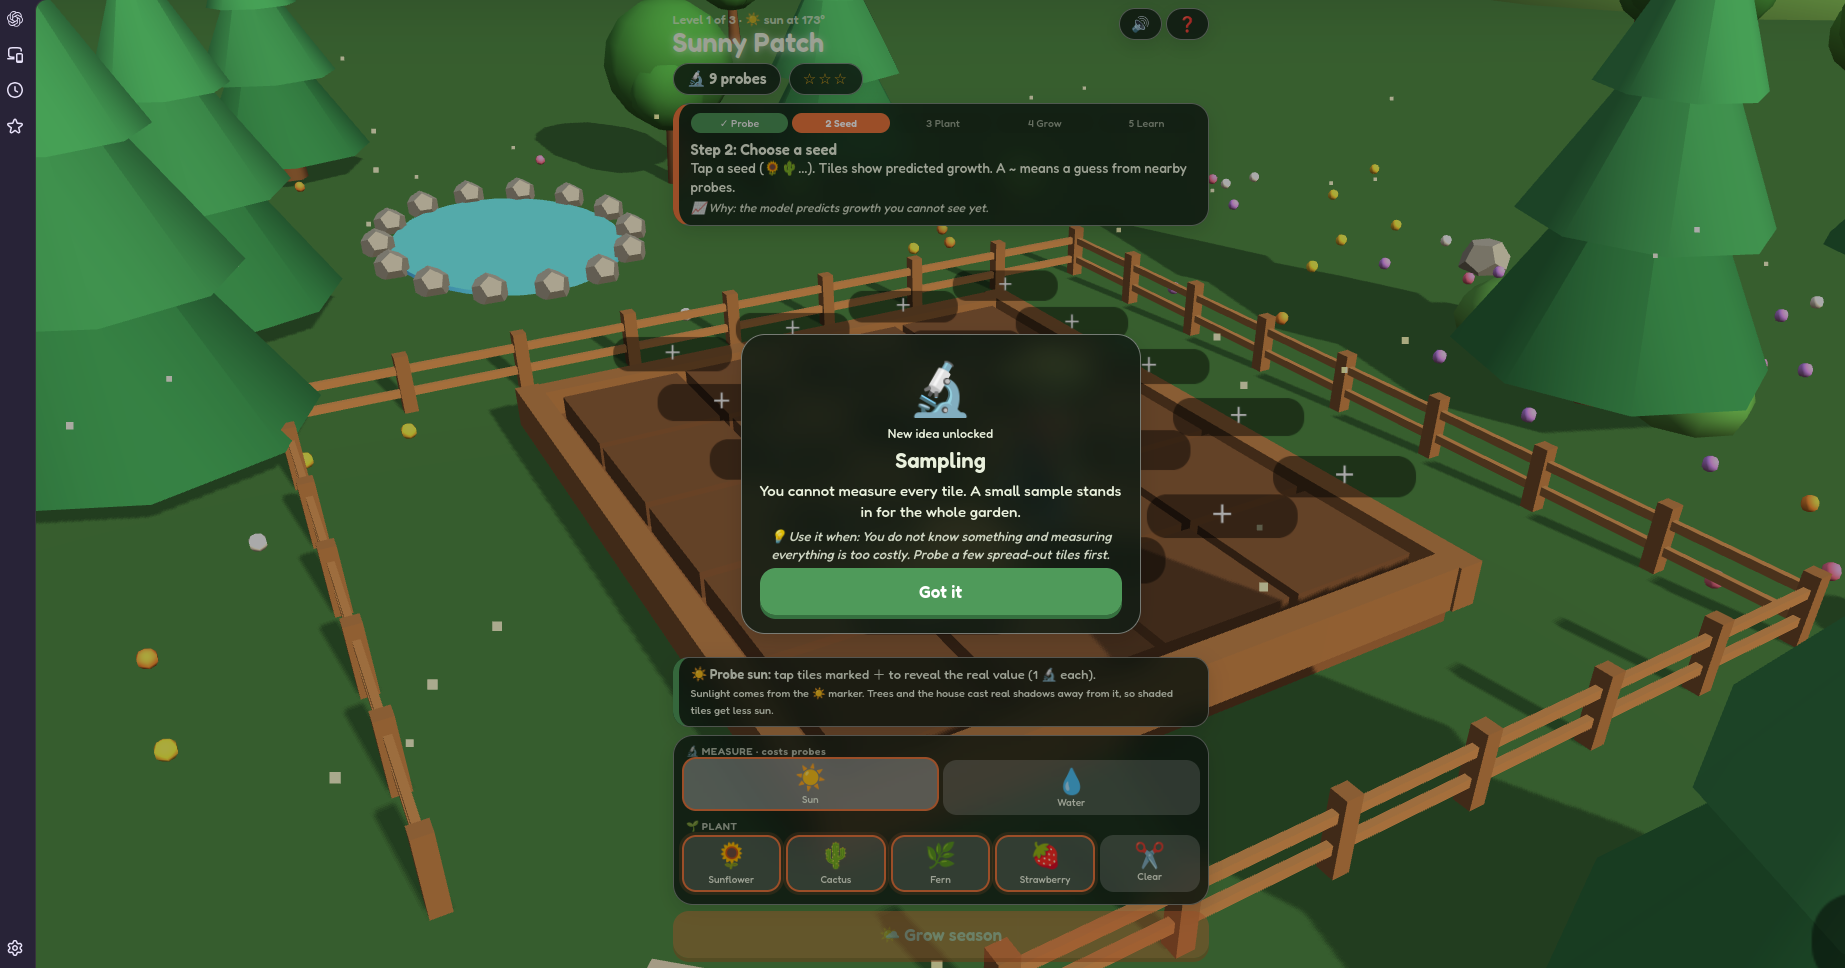 Level 1 of 3 · ☀️ sun at 173°
Sunny Patch
🔊 ❓
🔬 9 probes ☆☆☆
✓ Probe 2 Seed 3 Plant 4 Grow 5 Learn
Step 2: Choose a seed
Tap a seed (🌻🌵...). Tiles show predicted growth. A ~ means a guess from nearby
probes.
📈 Why: the model predicts growth you cannot see yet.
New idea unlocked
Sampling
You cannot measure every tile. A small sample stands
in for the whole garden.
💡 Use it when: You do not know something and measuring
everything is too costly. Probe a few spread-out tiles first.
Got it
☀️ Probe sun: tap tiles marked + to reveal the real value (1 🔬 each).
Sunlight comes from the ☀️ marker. Trees and the house cast real shadows away from it, so shaded
tiles get less sun.
🔬 MEASURE · costs probes
Sun
Water
🌱 PLANT
Sunflower
Cactus
Fern
Strawberry
Clear
🌤️ Grow season